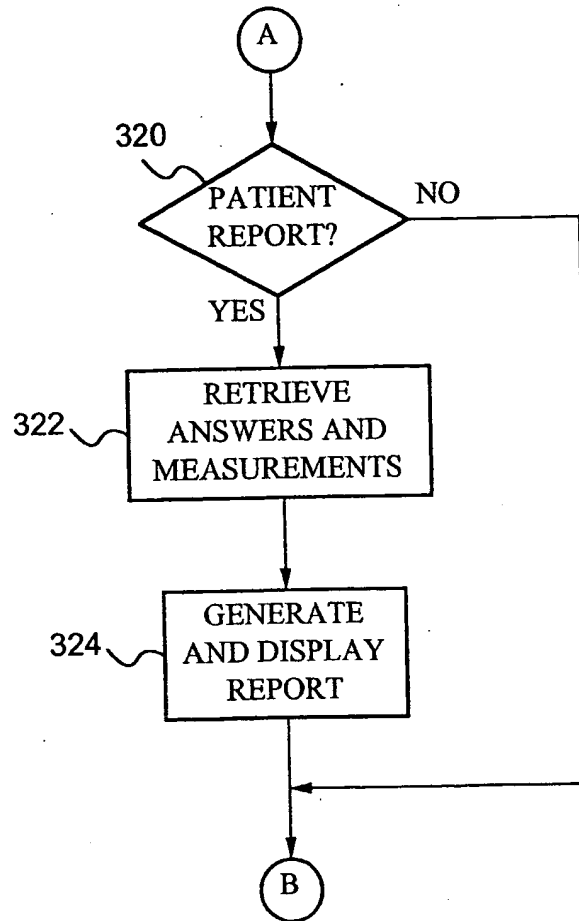 A
320
PATIENT
REPORT?
NO
YES
322
RETRIEVE
ANSWERS AND
MEASUREMENTS
324
GENERATE
AND DISPLAY
REPORT
B